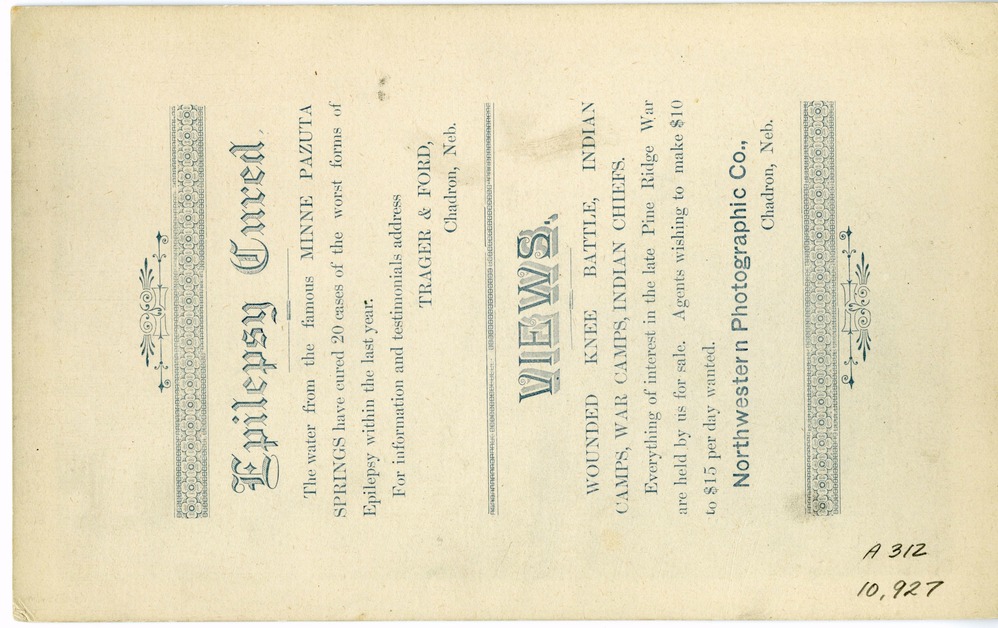 Epilepsy Cured.
The water from the famous MINNE PAZUTA
SPRINGS have cured 20 cases of the worst forms of
Epilepsy within the last year.
For information and testimonials address
TRAGER & FORD,
Chadron, Neb.
VIEWS.
WOUNDED KNEE BATTLE, INDIAN
CAMPS, WAR CAMPS, INDIAN CHIEFS.
Everything of interest in the late Pine Ridge War
are held by us for sale. Agents wishing to make $10
to $15 per day wanted.
Northwestern Photographic Co.,
Chadron, Neb.
A 312
10,927